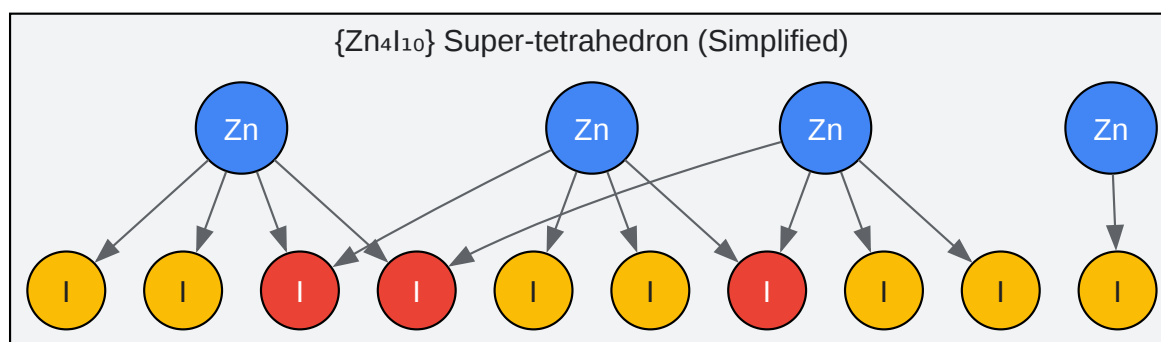 {Zn₄I₁₀} Super-tetrahedron (Simplified)
Zn Zn Zn Zn
I I I I I I I I I I